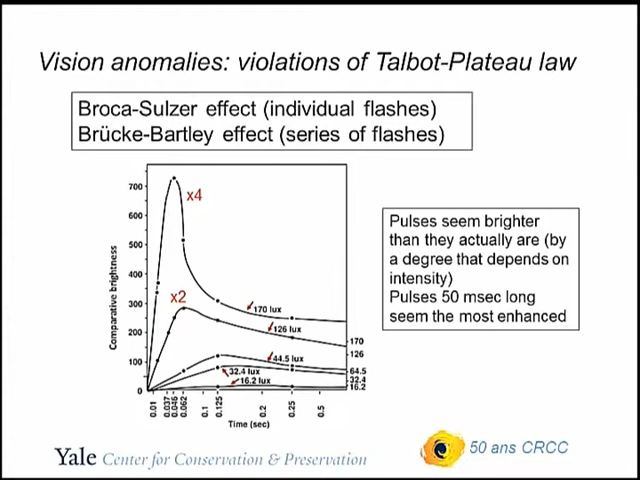 Vision anomalies: violations of Talbot-Plateau law
Broca-Sulzer effect (individual flashes)
Brücke-Bartley effect (series of flashes)
700
600
500
400
300
200
100
0
Comparative brightness
x4
x2
170 lux
126 lux
44.5 lux
32.4 lux
16.2 lux
170
126
64.5
32.4
16.2
0.01
0.037
0.046
0.062
0.1
0.125
0.2
0.25
0.5
Time (sec)
Pulses seem brighter
than they actually are (by
a degree that depends on
intensity)
Pulses 50 msec long
seem the most enhanced
Yale Center for Conservation & Preservation
50 ans CRCC